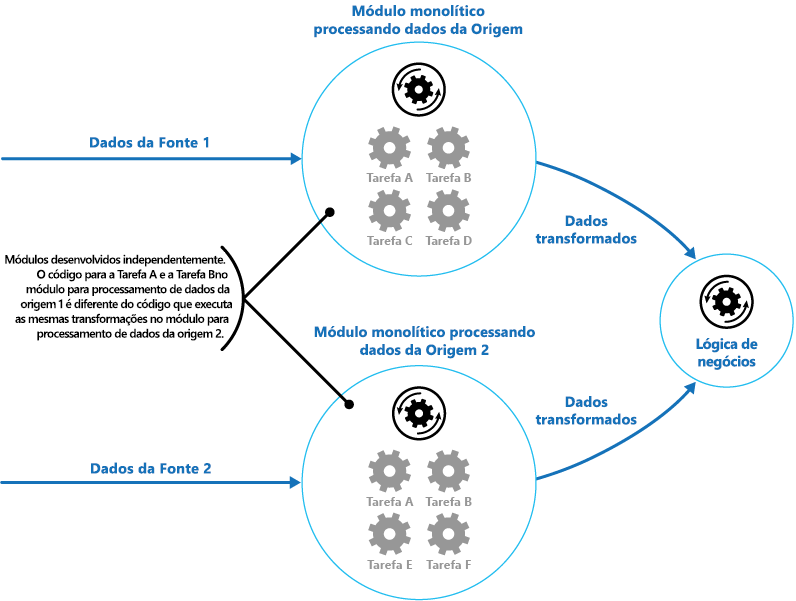 Módulo monolítico
processando dados da Origem
Dados da Fonte 1
Tarefa A
Tarefa B
Tarefa C
Tarefa D
Dados
transformados
Módulos desenvolvidos independentemente.
O código para a Tarefa A e a Tarefa Bno
módulo para processamento de dados da
origem 1 é diferente do código que executa
as mesmas transformações no módulo para
processamento de dados da origem 2.
Lógica de
negócios
Módulo monolítico processando
dados da Origem 2
Dados da Fonte 2
Tarefa A
Tarefa B
Tarefa E
Tarefa F
Dados
transformados